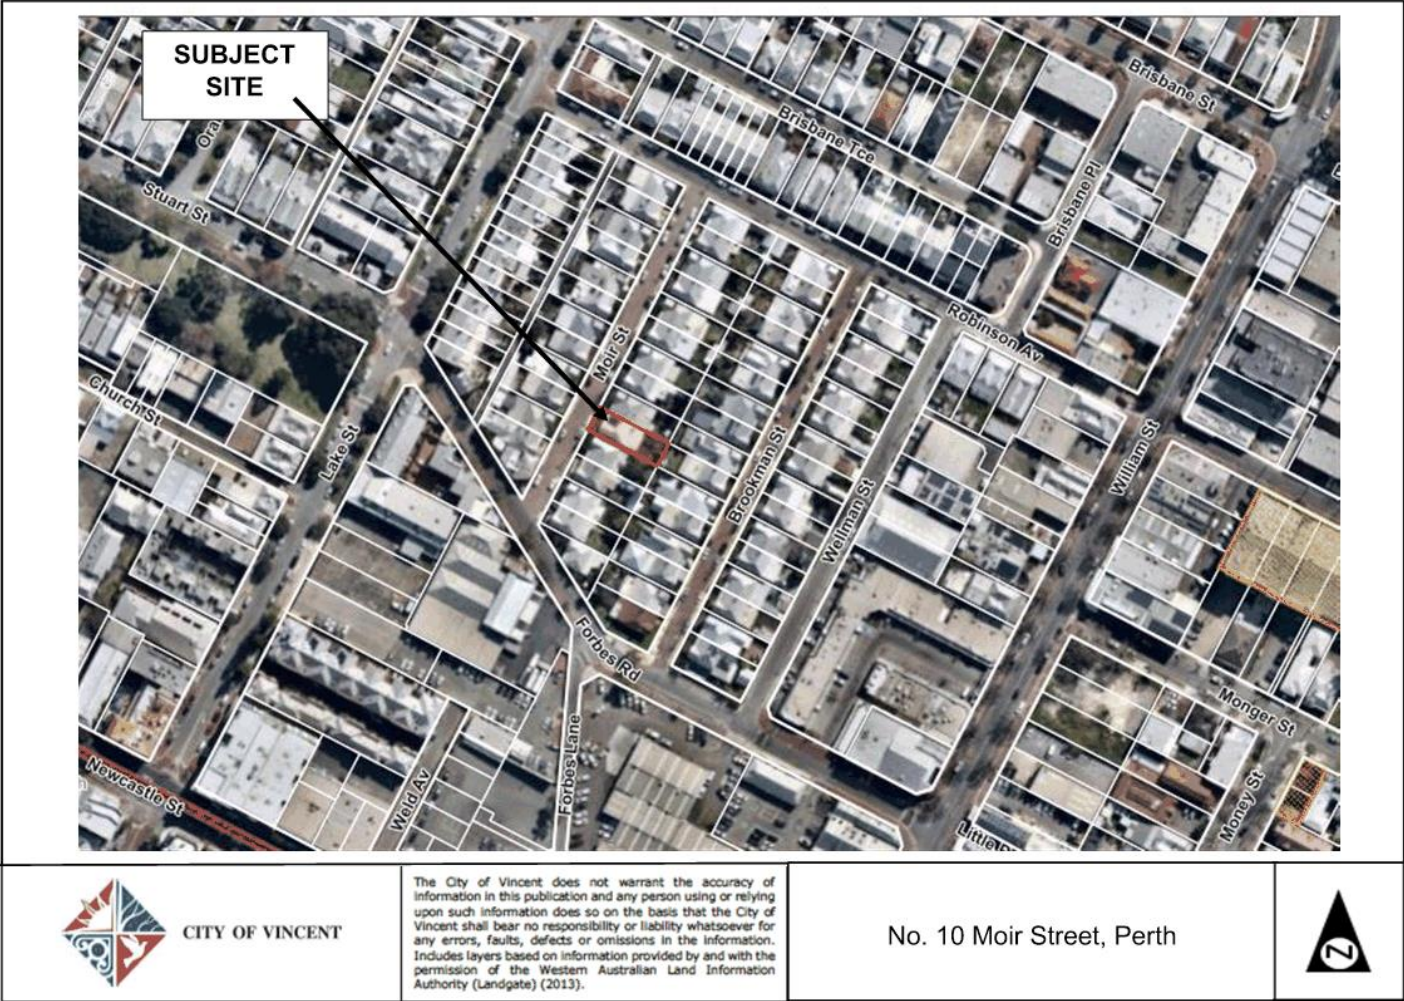 SUBJECT
SITE
Brisbane St
Brisbane Tce
Brisbane Pl
Stuart St
Moir St
Robinson Av
Church St
Lake St
Brookman St
Wellman St
William St
Forbes Rd
Monger St
Newcastle St
Weld Av
Forbes Lane
Money St
Little
CITY OF VINCENT
The City of Vincent does not warrant the accuracy of
information in this publication and any person using or relying
upon such information does so on the basis that the City of
Vincent shall bear no responsibility or liability whatsoever for
any errors, faults, defects or omissions in the information.
Includes layers based on information provided by and with the
permission of the Western Australian Land Information
Authority (Landgate) (2013).
No. 10 Moir Street, Perth
N